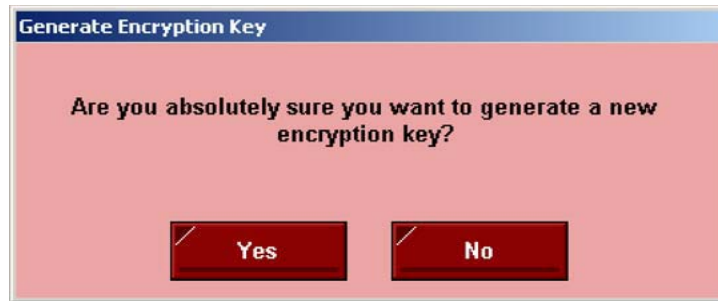 Generate Encryption Key
Are you absolutely sure you want to generate a new
encryption key?
Yes
No